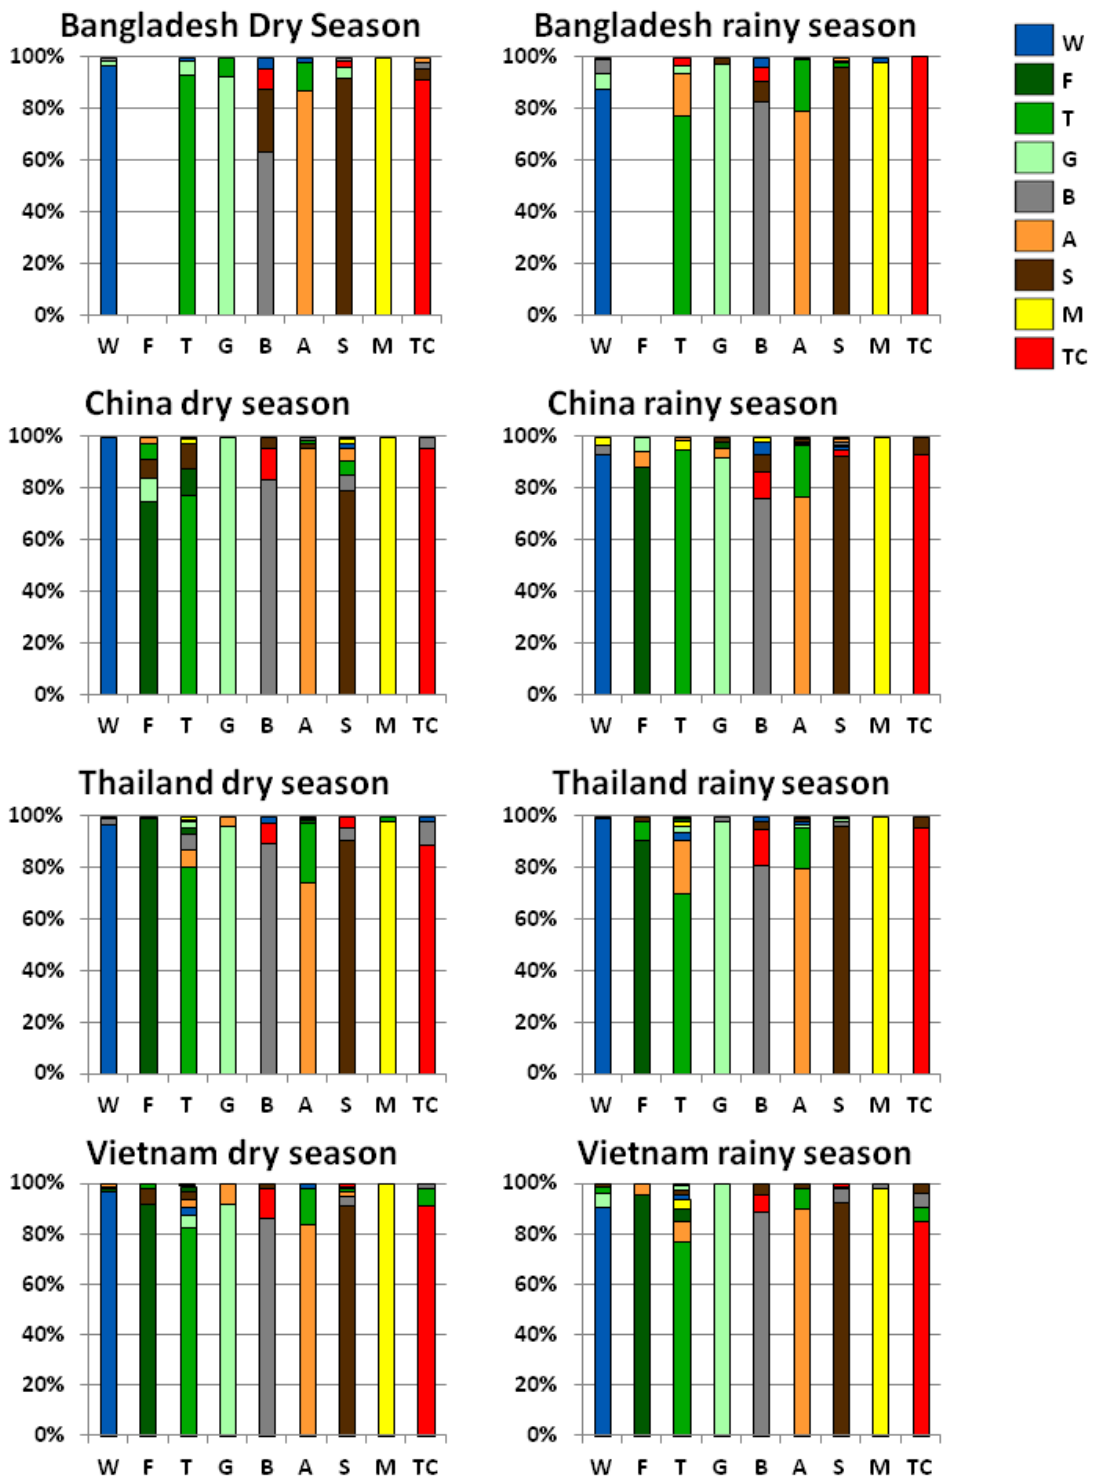 Bangladesh Dry Season
100%
80%
60%
40%
20%
0%
W F T G B A S M TC
Bangladesh rainy season
100%
80%
60%
40%
20%
0%
W F T G B A S M TC
W
F
T
G
B
A
S
M
TC
China dry season
100%
80%
60%
40%
20%
0%
W F T G B A S M TC
China rainy season
100%
80%
60%
40%
20%
0%
W F T G B A S M TC
Thailand dry season
100%
80%
60%
40%
20%
0%
W F T G B A S M TC
Thailand rainy season
100%
80%
60%
40%
20%
0%
W F T G B A S M TC
Vietnam dry season
100%
80%
60%
40%
20%
0%
W F T G B A S M TC
Vietnam rainy season
100%
80%
60%
40%
20%
0%
W F T G B A S M TC